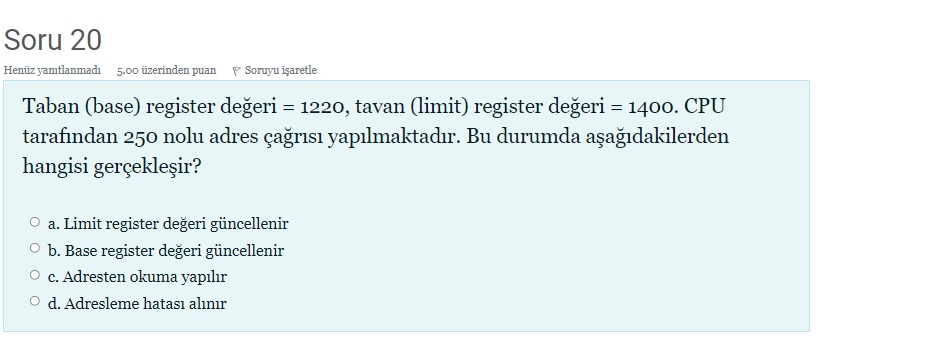 Soru 20
Henüz yanıtlanmadı 5.00 üzerinden puan Soruyu işaretle
Taban (base) register değeri = 1220, tavan (limit) register değeri = 1400. CPU
tarafından 250 nolu adres çağrısı yapılmaktadır. Bu durumda aşağıdakilerden
hangisi gerçekleşir?
a. Limit register değeri güncellenir
b. Base register değeri güncellenir
c. Adresten okuma yapılır
d. Adresleme hatası alınır